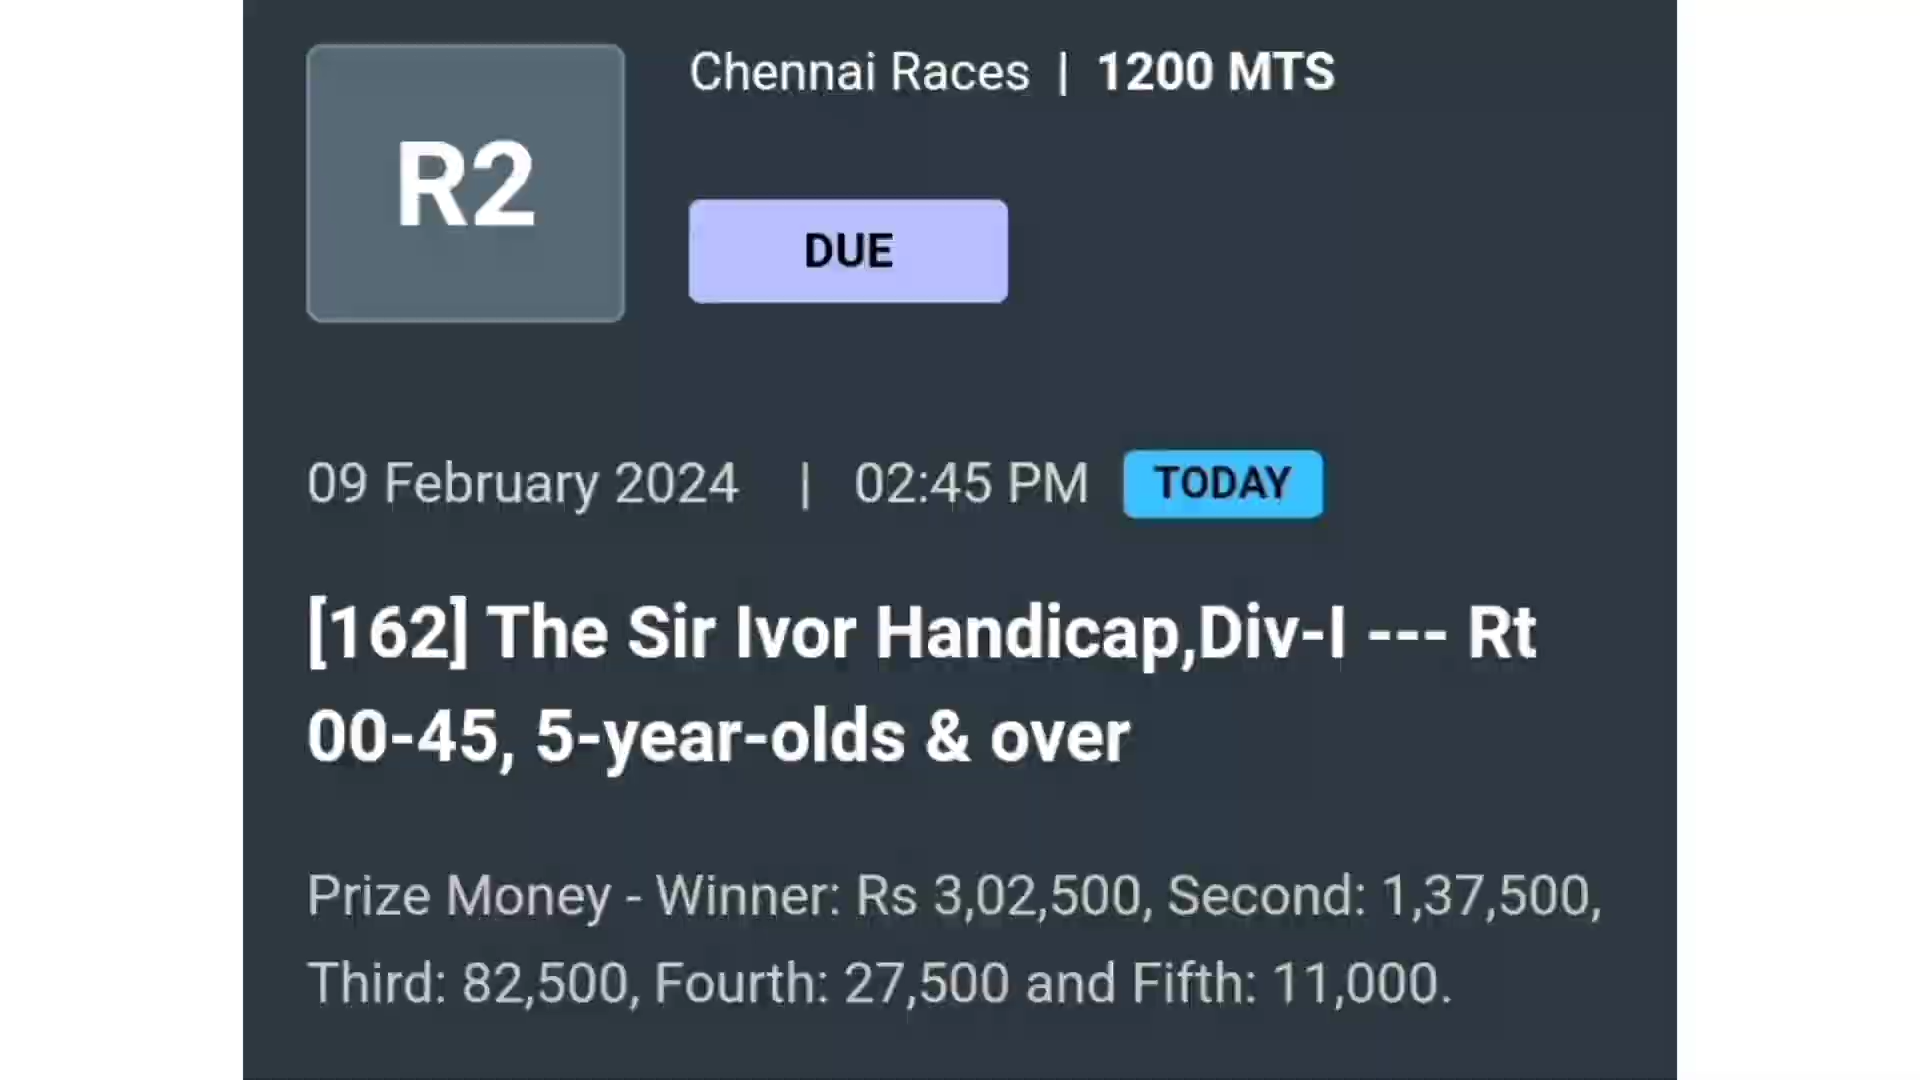 R2
Chennai Races | 1200 MTS
DUE
09 February 2024 | 02:45 PM TODAY
[162] The Sir Ivor Handicap,Div-I --- Rt
00-45, 5-year-olds & over
Prize Money - Winner: Rs 3,02,500, Second: 1,37,500,
Third: 82,500, Fourth: 27,500 and Fifth: 11,000.